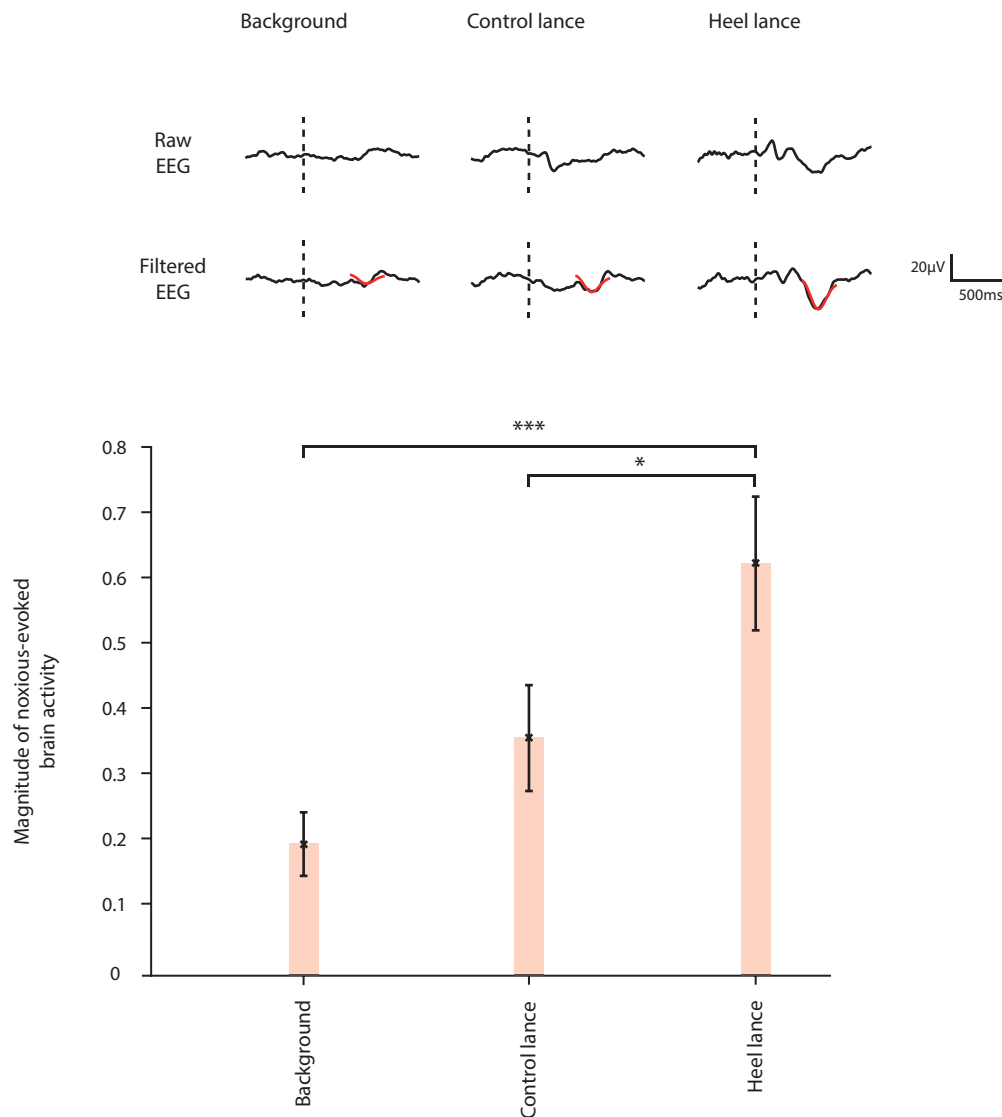 Background
Control lance
Heel lance
Raw
EEG
Filtered
EEG
20µV
500ms
***
*
0.8
0.7
0.6
0.5
0.4
0.3
0.2
0.1
0
Magnitude of noxious-evoked
brain activity
Background
Control lance
Heel lance